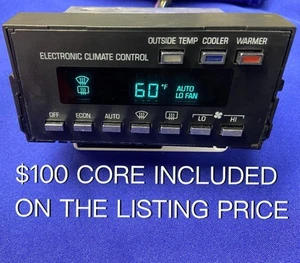 OUTSIDE TEMP COOLER WARMER
ELECTRONIC CLIMATE CONTROL
60°F AUTO
LO FAN
OFF ECON AUTO LO HI
$100 CORE INCLUDED
ON THE LISTING PRICE